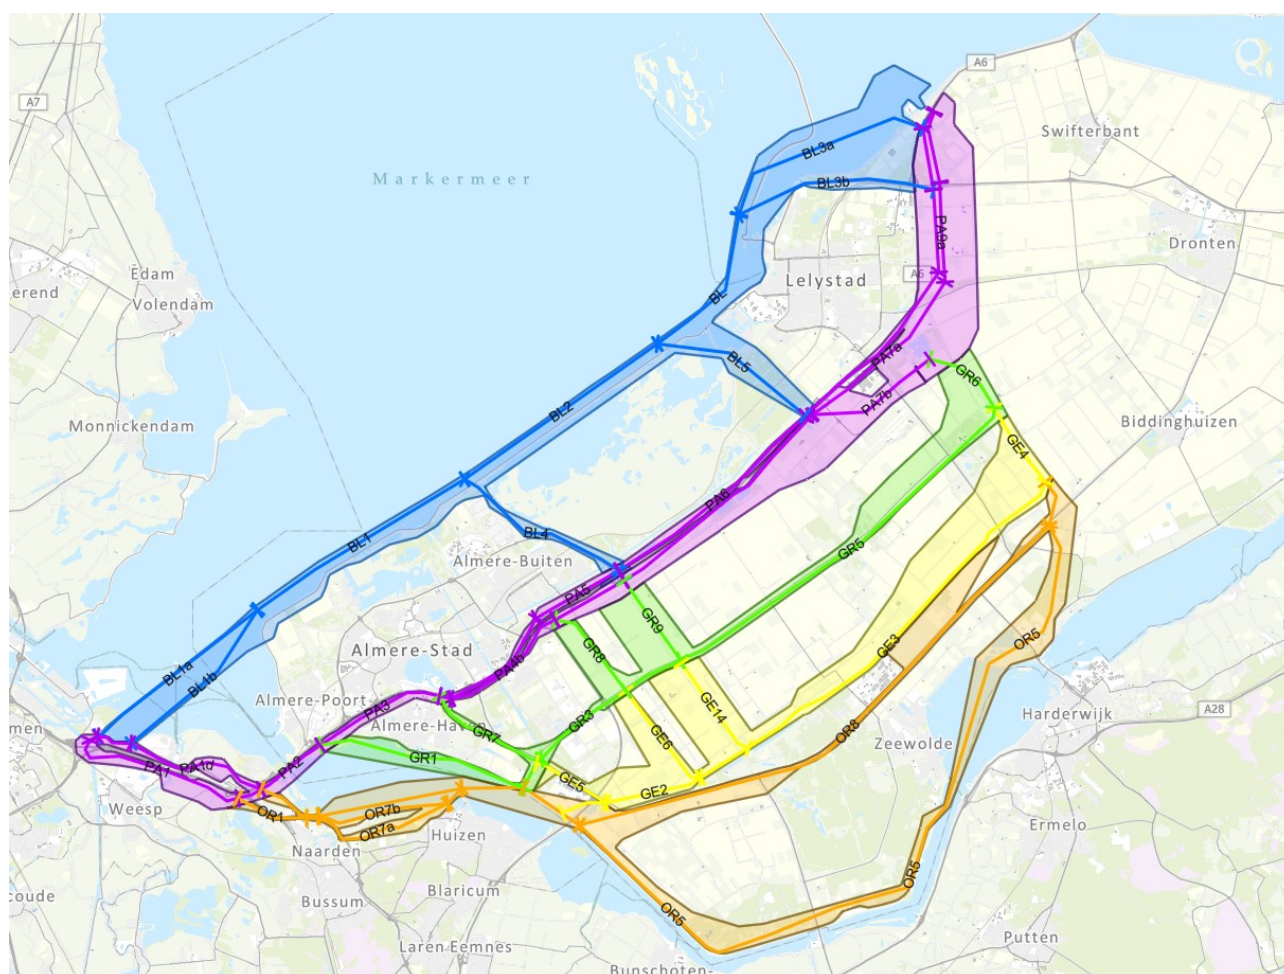 A6
A7
Swifterbant
BL3a
Markermeer
BL3b
PA9a
Dronten
Edam
A6
erend
Volendam
Lelystad
BL
BL5
PA7a
GR6
PA7b
BL2
Monnickendam
Biddinghuizen
GE4
PA6
BL1
BL4
Almere-Buiten
GR5
PA5
GR9
OR5
Almere-Stad
GR8
GE3
BL1a
PA4b
BL1b
Almere-Port
PA3
GE14
Harderwijk
A28
Almere-Haven
GR3
men
GR7
OR8
Zeewolde
GR1
GE6
PA1d
PA2
PA1
GE5
GE2
Weesp
OR1
OR7b
Ermelo
OR7a
Huizen
Naarden
OR5
Blaricum
coude
Bussum
OR5
Putten
Laren Eemnes
Bunschoten-